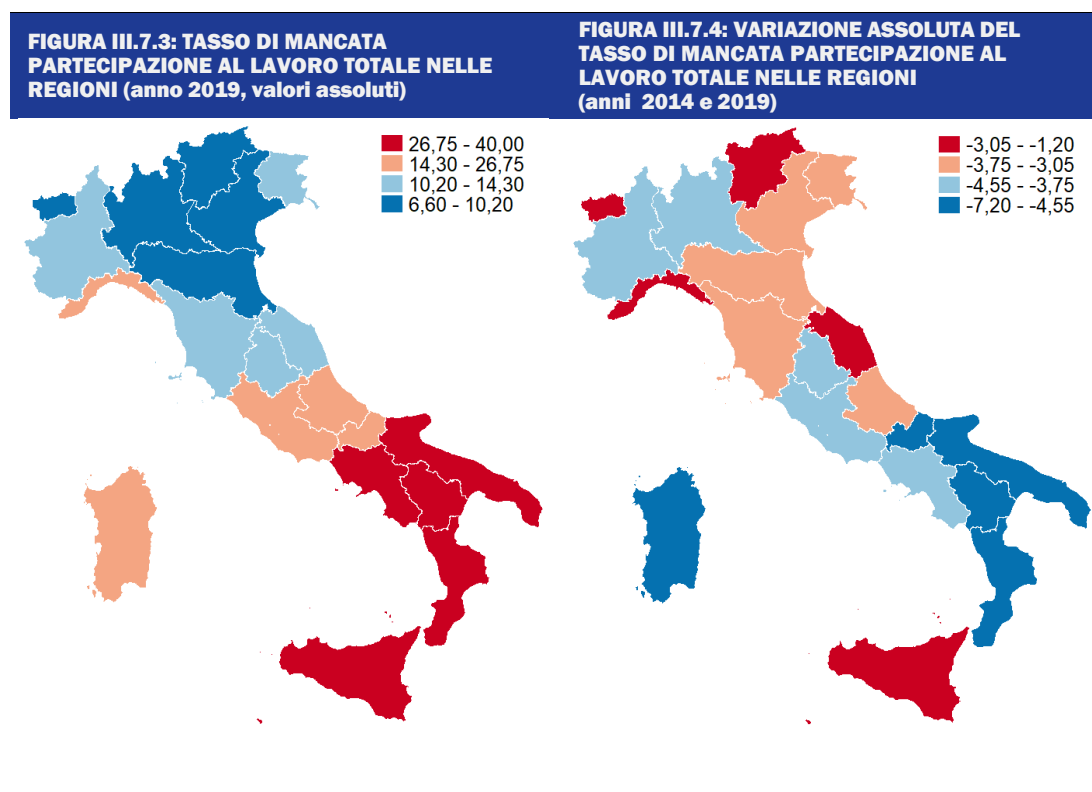 FIGURA III.7.3: TASSO DI MANCATA
PARTECIPAZIONE AL LAVORO TOTALE NELLE
REGIONI (anno 2019, valori assoluti)
26,75 - 40,00
14,30 - 26,75
10,20 - 14,30
6,60 - 10,20
FIGURA III.7.4: VARIAZIONE ASSOLUTA DEL
TASSO DI MANCATA PARTECIPAZIONE AL
LAVORO TOTALE NELLE REGIONI
(anni 2014 e 2019)
-3,05 - -1,20
-3,75 - -3,05
-4,55 - -3,75
-7,20 - -4,55